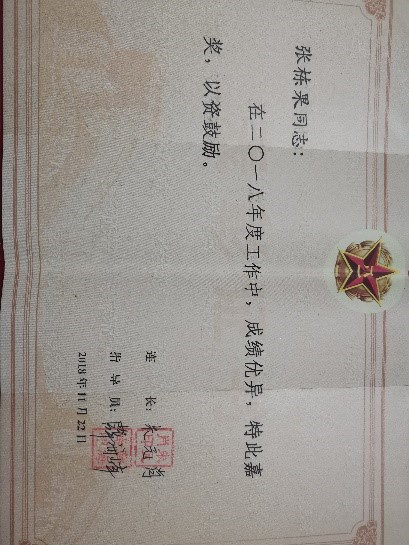 张栋果同志：
在二〇一八年度工作中，成绩优异，特此嘉
奖，以资鼓励。
连 长：
指 导 员：
2018年11月22日